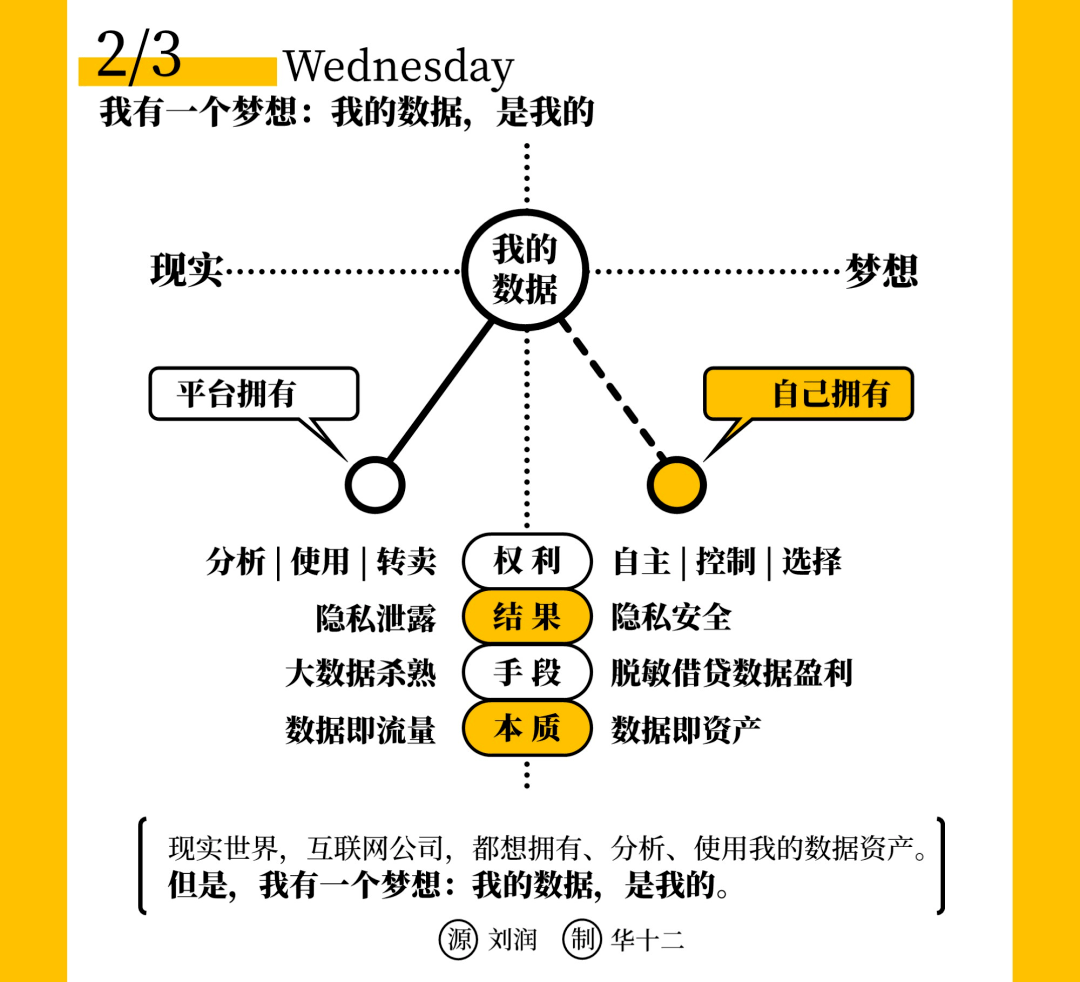 2/3 Wednesday
我有一个梦想：我的数据，是我的
我的
数据
现实
梦想
平台拥有
自己拥有
分析 | 使用 | 转卖 权利 自主 | 控制 | 选择
隐私泄露 结果 隐私安全
大数据杀熟 手段 脱敏借贷数据盈利
数据即流量 本质 数据即资产
现实世界，互联网公司，都想拥有、分析、使用我的数据资产。
但是，我有一个梦想：我的数据，是我的。
源 刘润 制 华十二